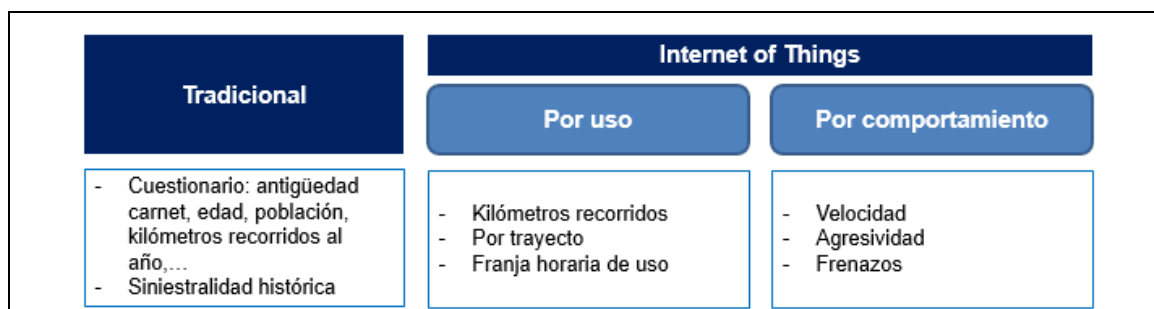 Tradicional
Internet of Things
Por uso
Por comportamiento
- Cuestionario: antigüedad
carnet, edad, población,
kilómetros recorridos al
año,...
- Siniestralidad histórica
- Kilómetros recorridos
- Por trayecto
- Franja horaria de uso
- Velocidad
- Agresividad
- Frenazos